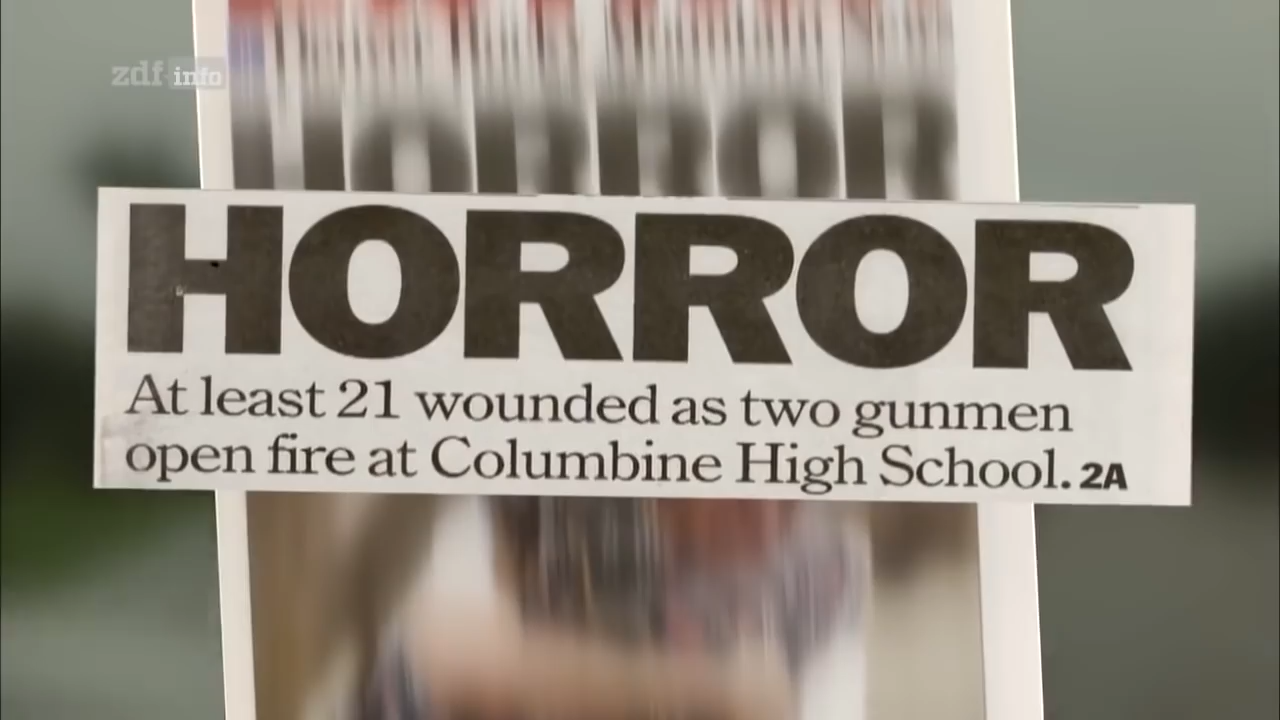 zdf info
HORROR
At least 21 wounded as two gunmen
open fire at Columbine High School. 2A